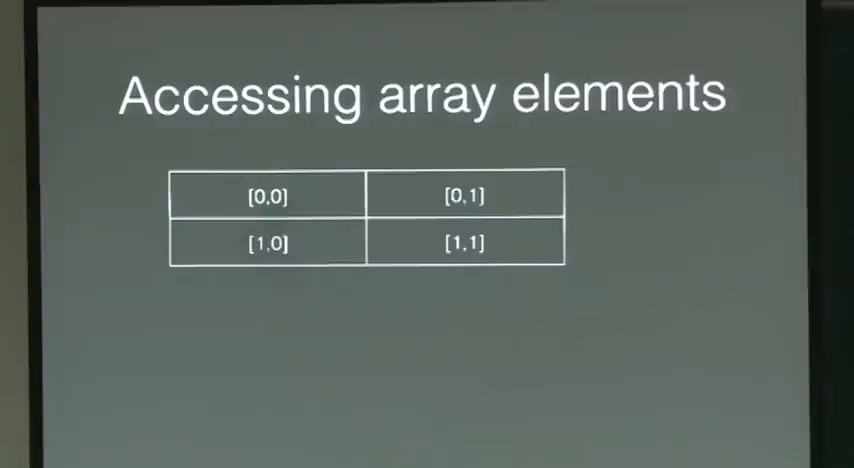 Accessing array elements
[0,0] [0,1]
[1,0] [1,1]